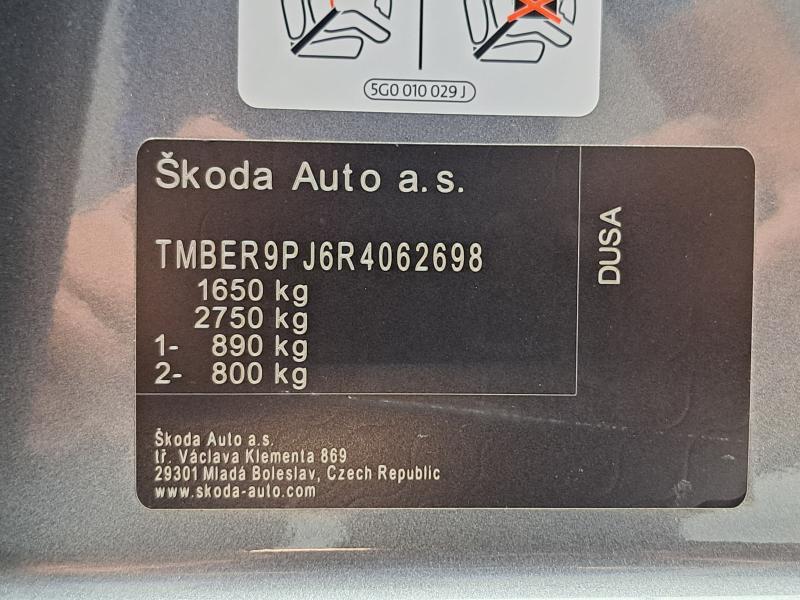 5G0 010 029 J
Škoda Auto a.s.
TMBER9PJ6R4062698
1650 kg
2750 kg
1- 890 kg
2- 800 kg
DUSA
Škoda Auto a.s.
tř. Václava Klementa 869
29301 Mladá Boleslav, Czech Republic
www.skoda-auto.com